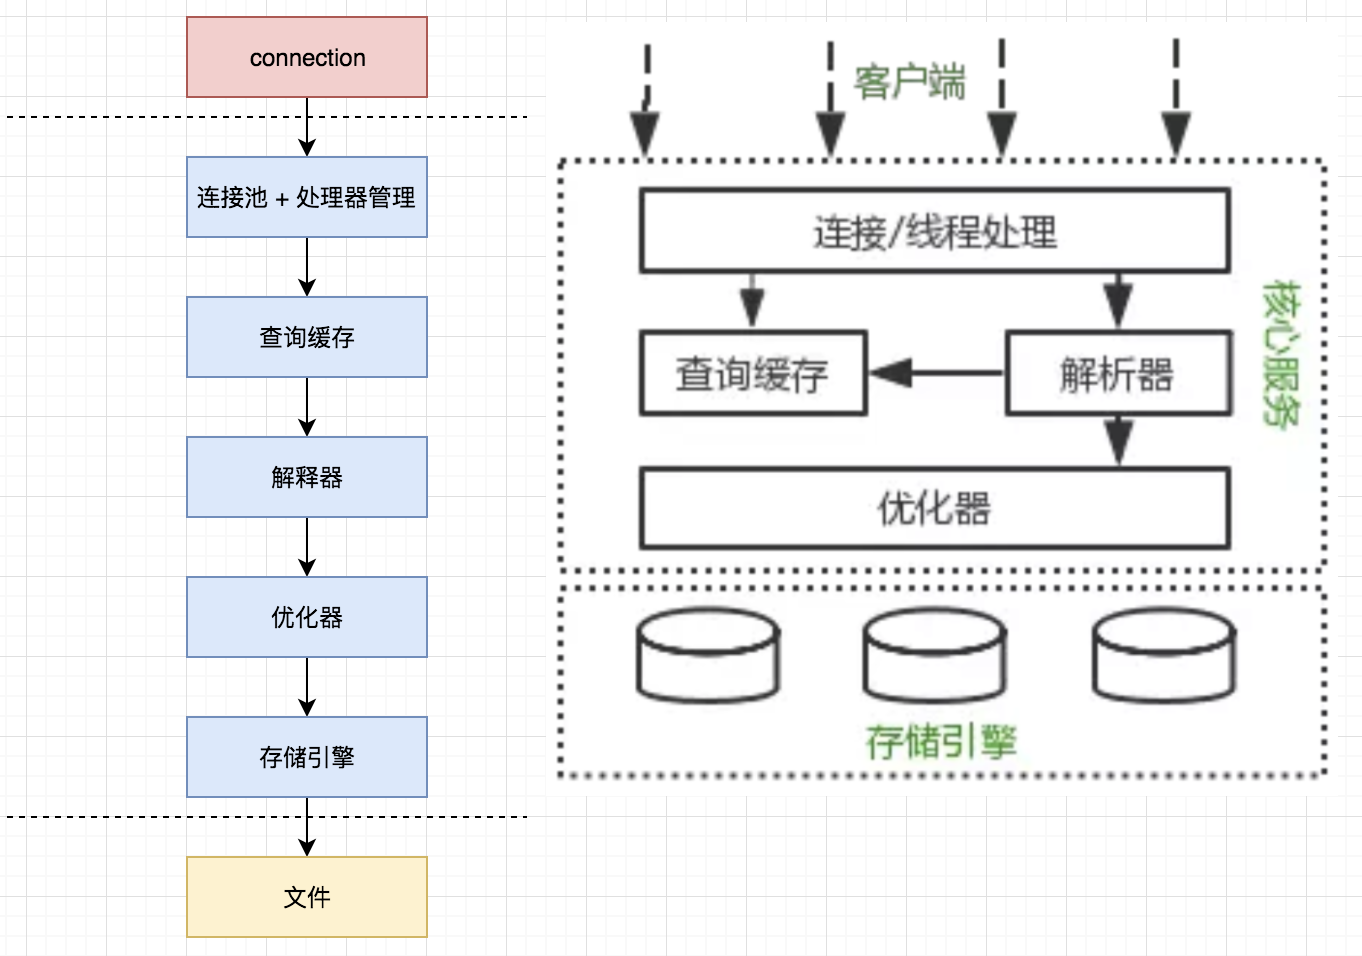 connection
连接池 + 处理器管理
查询缓存
解释器
优化器
存储引擎
文件
客户端
连接/线程处理
查询缓存
解析器
优化器
核心服务
存储引擎